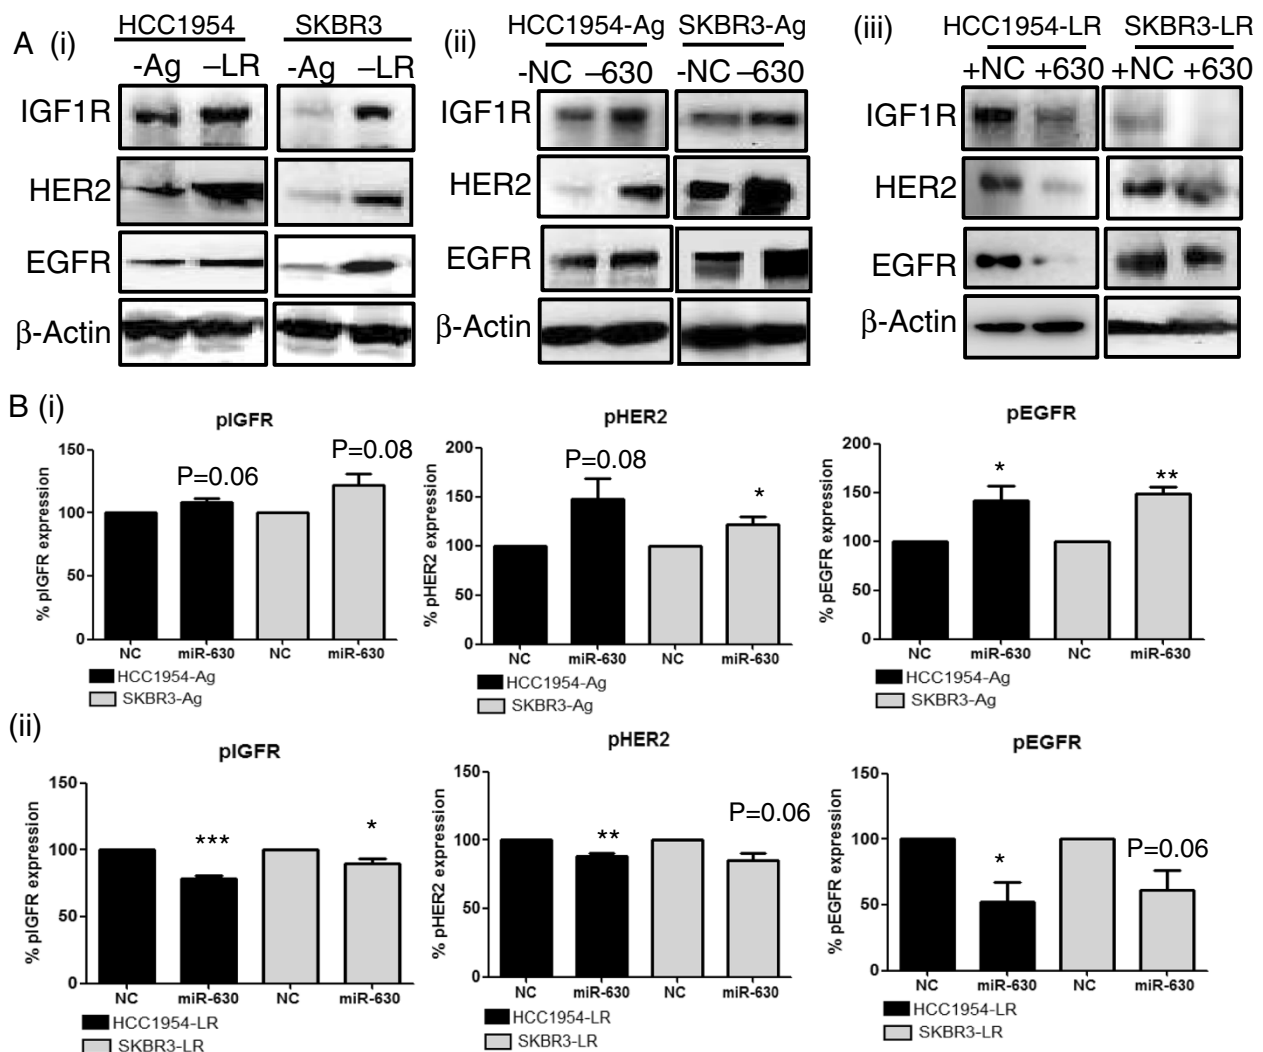 A (i)
HCC1954 SKBR3
-Ag –LR -Ag –LR
IGF1R
HER2
EGFR
β-Actin
(ii)
HCC1954-Ag SKBR3-Ag
-NC –630 -NC –630
IGF1R
HER2
EGFR
β-Actin
(iii)
HCC1954-LR SKBR3-LR
+NC +630 +NC +630
IGF1R
HER2
EGFR
β-Actin
B (i)
pIGFR
% pIGFR expression
150
100
50
0
P=0.06
P=0.08
NC miR-630 NC miR-630
HCC1954-Ag
SKBR3-Ag
pHER2
% pHER2 expression
200
150
100
50
0
P=0.08
*
NC miR-630 NC miR-630
HCC1954-Ag
SKBR3-Ag
pEGFR
% pEGFR expression
200
150
100
50
0
*
**
NC miR-630 NC miR-630
HCC1954-Ag
SKBR3-Ag
(ii)
pIGFR
% pIGFR expression
150
100
50
0
***
*
NC miR-630 NC miR-630
HCC1954-LR
SKBR3-LR
pHER2
% pHER2 expression
150
100
50
0
**
P=0.06
NC miR-630 NC miR-630
HCC1954-LR
SKBR3-LR
pEGFR
% pEGFR expression
150
100
50
0
*
P=0.06
NC miR-630 NC miR-630
HCC1954-LR
SKBR3-LR